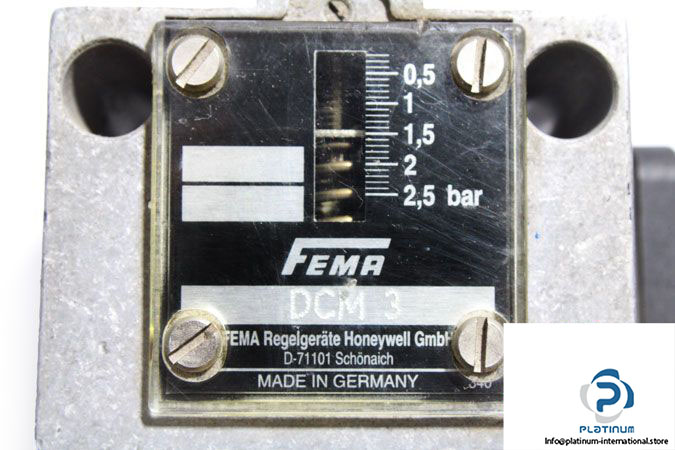 0,5
1
1,5
2
2,5 bar
FEMA
DCM 3
FEMA Regelgeräte Honeywell GmbH
D-71101 Schönaich
MADE IN GERMANY
PLATINUM
Info@platinum-international.store